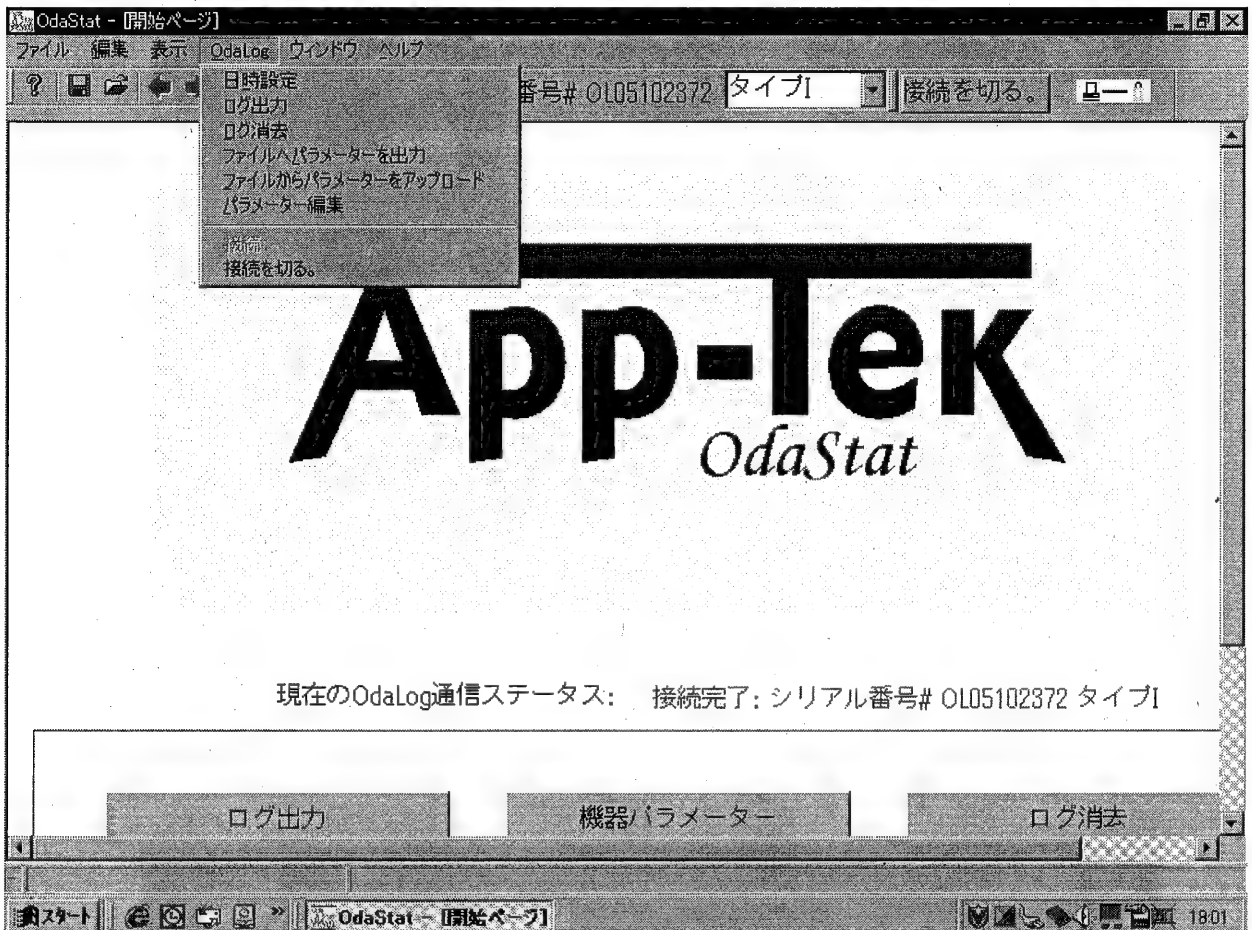 OdaStat - [開始ページ]
ファイル 編集 表示 OdaLog ウィンドウ ヘルプ
番号# OL05102372 タイプI 接続を切る。
日時設定
ログ出力
ログ消去
ファイルへパラメーターを出力
ファイルからパラメーターをアップロード
パラメーター編集
接続
接続を切る。
App-Tek
OdaStat
現在のOdaLog通信ステータス: 接続完了: シリアル番号# OL05102372 タイプI
ログ出力 機器パラメーター ログ消去
スタート » OdaStat - [開始ページ] 18:01